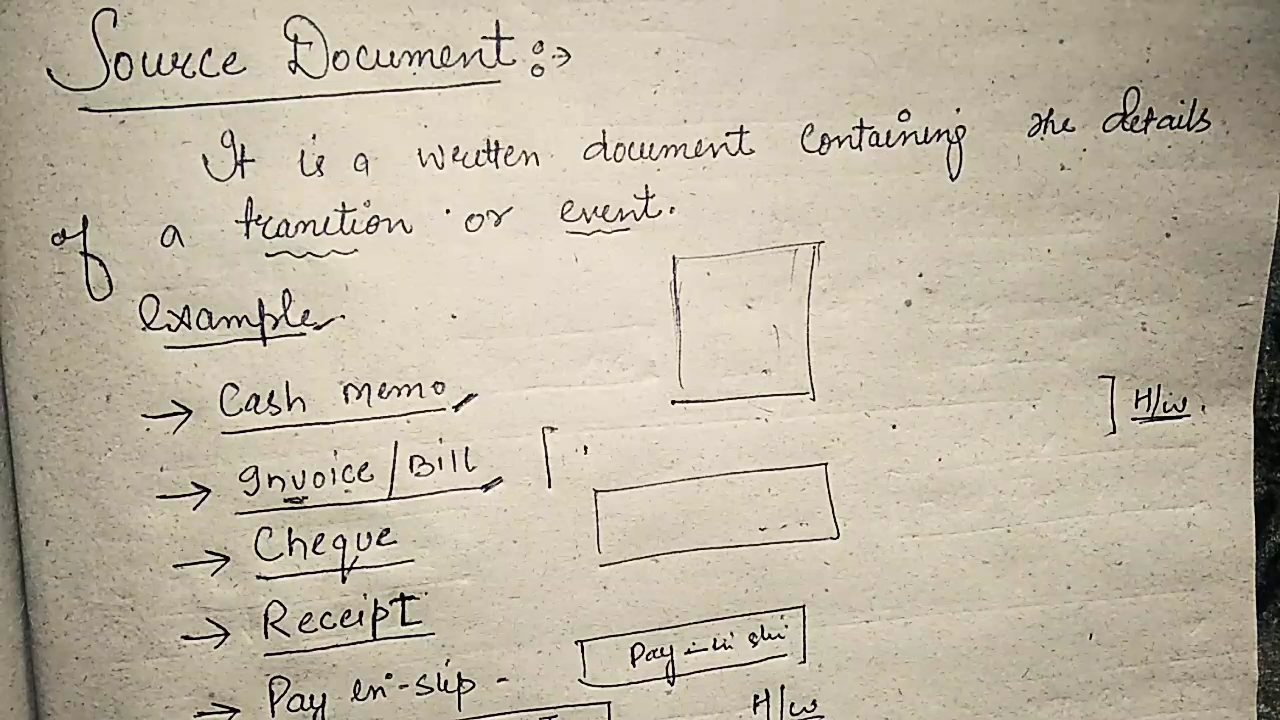 Source Document :→
It is a written document containing the details
of a tranction or event.
example
→ Cash memo
] H/w.
→ Invoice/Bill [
→ Cheque
→ Receipt
Pay-in sli
→ Pay in-slip -
H/w